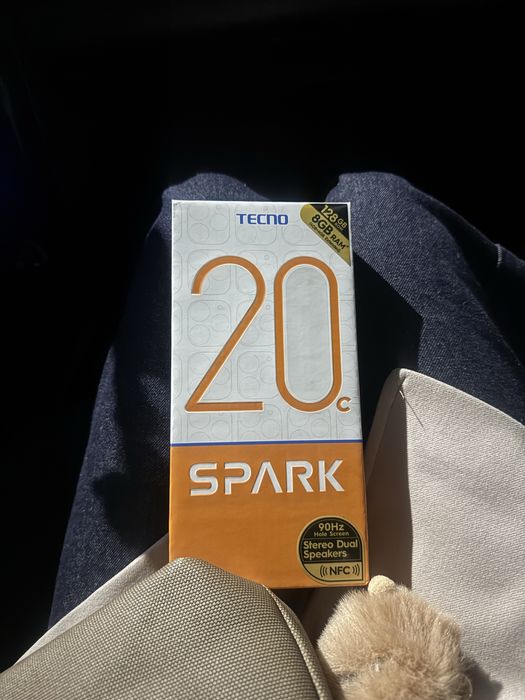 TECNO
128GB
8GB RAM*
20
C
SPARK
90Hz
Hole Screen
Stereo Dual
Speakers
NFC